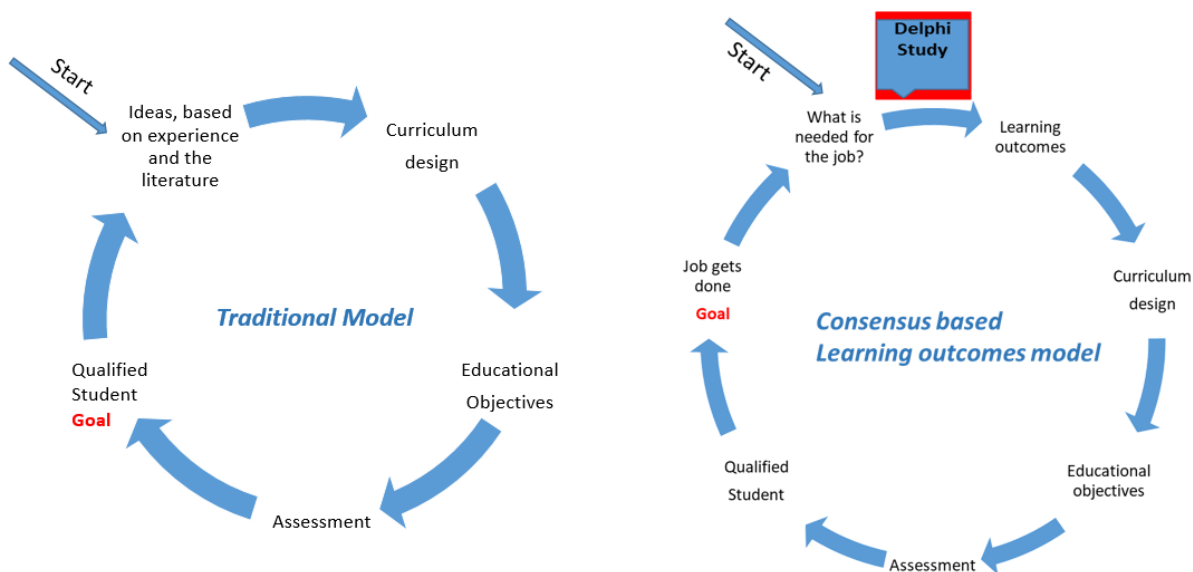 Start
Ideas, based
on experience
and the
literature
Curriculum
design
Educational
Objectives
Assessment
Qualified
Student
Goal
Traditional Model
Start
Delphi
Study
What is
needed for
the job?
Learning
outcomes
Curriculum
design
Educational
objectives
Assessment
Qualified
Student
Job gets
done
Goal
Consensus based
Learning outcomes model